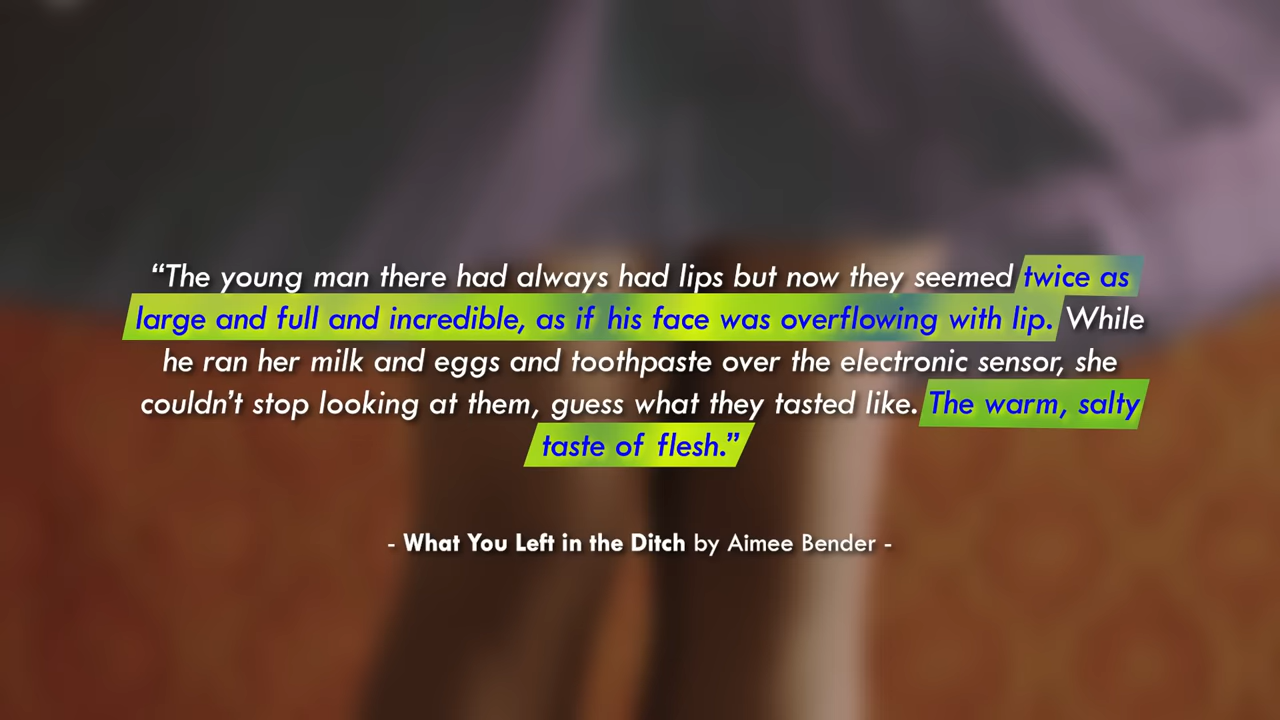 “The young man there had always had lips but now they seemed twice as
large and full and incredible, as if his face was overflowing with lip. While
he ran her milk and eggs and toothpaste over the electronic sensor, she
couldn’t stop looking at them, guess what they tasted like. The warm, salty
taste of flesh.”
- What You Left in the Ditch by Aimee Bender -